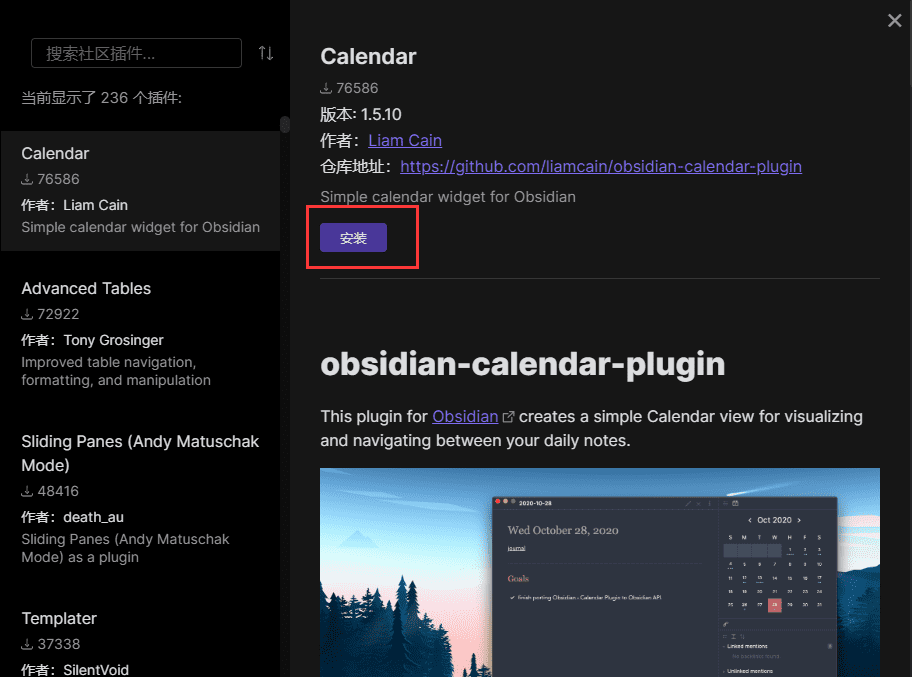 搜索社区插件...
当前显示了 236 个插件:
Calendar
76586
作者：Liam Cain
Simple calendar widget for Obsidian
Advanced Tables
72922
作者：Tony Grosinger
Improved table navigation,
formatting, and manipulation
Sliding Panes (Andy Matuschak
Mode)
48416
作者：death_au
Sliding Panes (Andy Matuschak
Mode) as a plugin
Templater
37338
作者：SilentVoid
Calendar
76586
版本: 1.5.10
作者：Liam Cain
仓库地址：https://github.com/liamcain/obsidian-calendar-plugin
Simple calendar widget for Obsidian
安装
obsidian-calendar-plugin
This plugin for Obsidian creates a simple Calendar view for visualizing
and navigating between your daily notes.
2020-10-28
Wed October 28, 2020
journal
Goals
finish porting Obsidian - Calendar Plugin to Obsidian API
Oct 2020
S M T W H F S
1 2 3
4 5 6 7 8 9 10
11 12 13 14 15 16 17
18 19 20 21 22 23 24
25 26 27 28 29 30 31
Linked mentions
No backlinks found.
Unlinked mentions